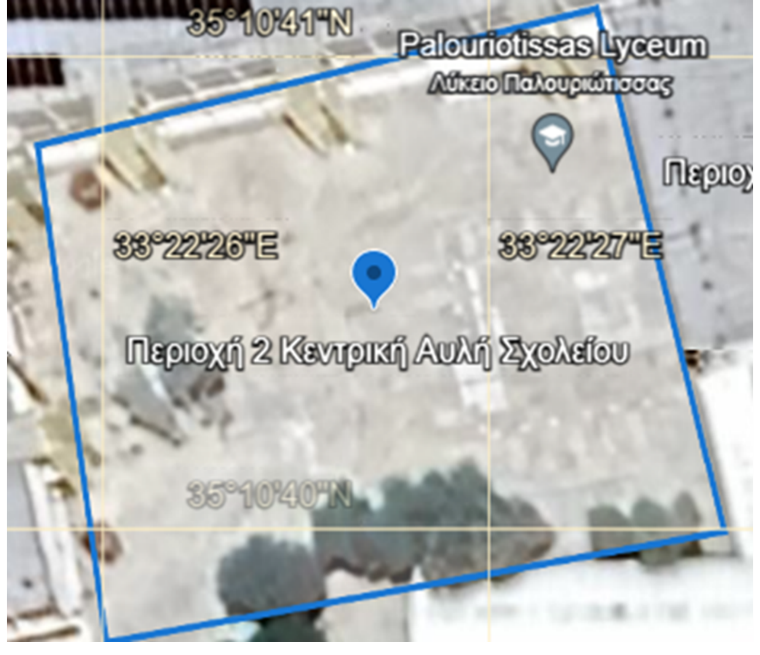 35°10'41"N
Palouriotissas Lyceum
Λύκειο Παλουριώτισσας
Περιοχ
33°22'26"E
33°22'27"E
Περιοχή 2 Κεντρική Αυλή Σχολείου
35°10'40"N